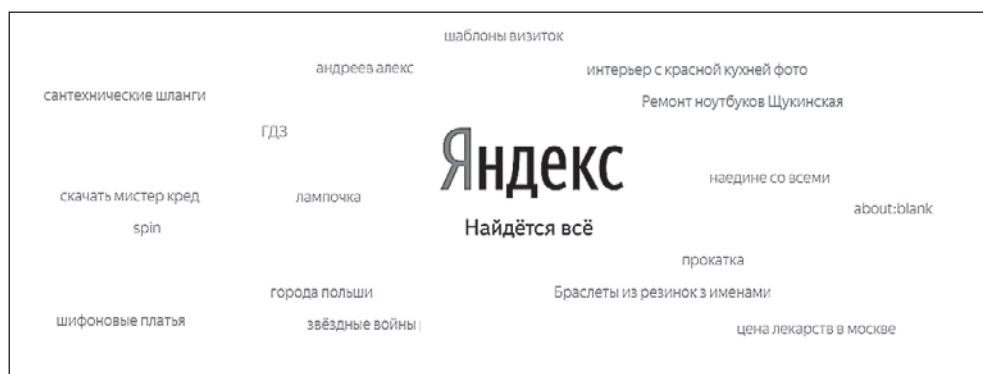 шаблоны визиток
андреев алекс
интерьер с красной кухней фото
сантехнические шланги
Ремонт ноутбуков Щукинская
ГДЗ
Яндекс
наедине со всеми
скачать мистер кред
лампочка
about:blank
spin
Найдётся всё
прокатка
города польши
Браслеты из резинок з именами
шифоновые платья
звёздные войны
цена лекарств в москве